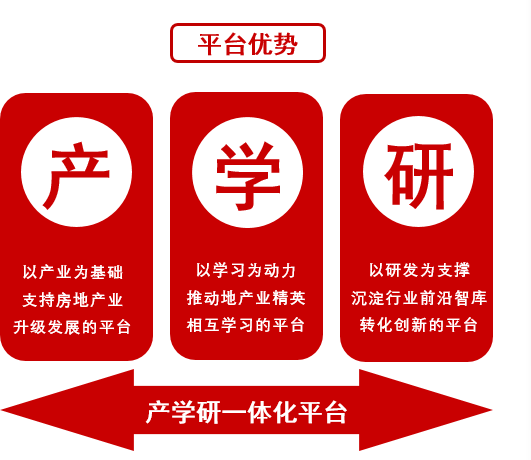 平台优势
产
以产业为基础
支持房地产业
升级发展的平台
学
以学习为动力
推动地产业精英
相互学习的平台
研
以研发为支撑
沉淀行业前沿智库
转化创新的平台
产学研一体化平台